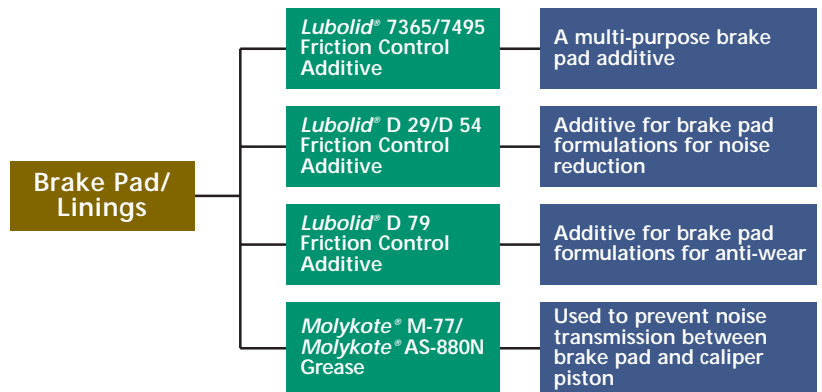 Brake Pad/
Linings
Lubolid® 7365/7495
Friction Control
Additive
A multi-purpose brake
pad additive
Lubolid® D 29/D 54
Friction Control
Additive
Additive for brake pad
formulations for noise
reduction
Lubolid® D 79
Friction Control
Additive
Additive for brake pad
formulations for anti-wear
Molykote® M-77/
Molykote® AS-880N
Grease
Used to prevent noise
transmission between
brake pad and caliper
piston